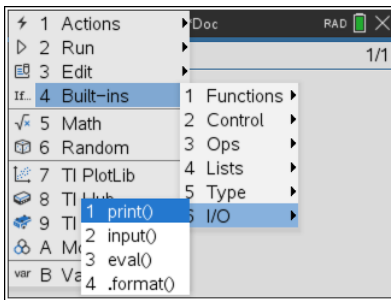 1 Actions
Doc
RAD
2 Run
1/1
3 Edit
If... 4 Built-ins
1 Functions
√x 5 Math
2 Control
6 Random
3 Ops
7 TI PlotLib
4 Lists
8 TI Hub
5 Type
9 TI
6 I/O
A
var B
1 print()
2 input()
3 eval()
4 .format()